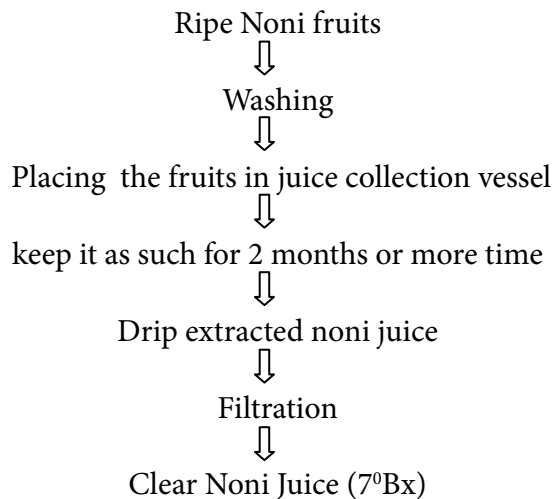 Ripe Noni fruits
Washing
Placing the fruits in juice collection vessel
keep it as such for 2 months or more time
Drip extracted noni juice
Filtration
Clear Noni Juice (7⁰Bx)